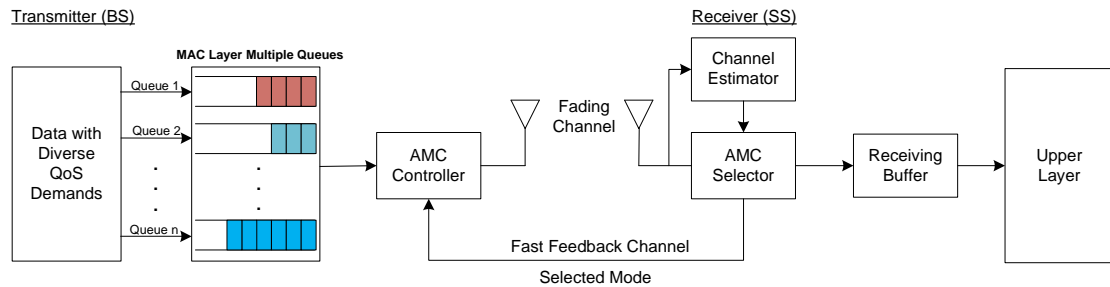 Transmitter (BS)
Receiver (SS)
MAC Layer Multiple Queues
Data with
Diverse
QoS
Demands
Queue 1
Queue 2
Queue n
AMC
Controller
Fading
Channel
Channel
Estimator
AMC
Selector
Receiving
Buffer
Upper
Layer
Fast Feedback Channel
Selected Mode